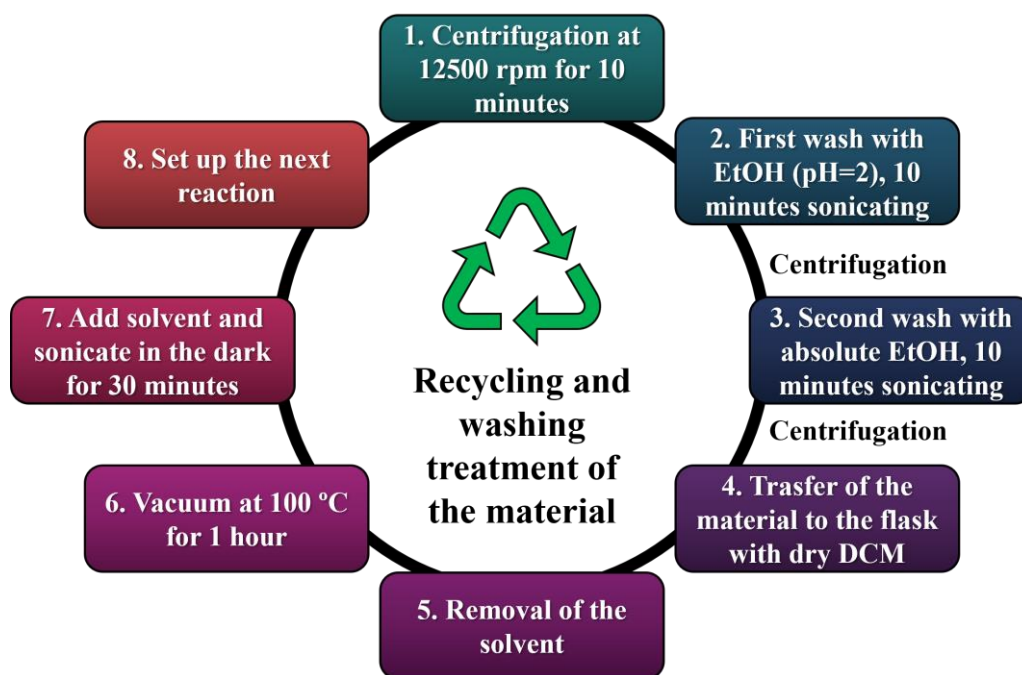 1. Centrifugation at
12500 rpm for 10
minutes
2. First wash with
EtOH (pH=2), 10
minutes sonicating
Centrifugation
3. Second wash with
absolute EtOH, 10
minutes sonicating
Centrifugation
4. Trasfer of the
material to the flask
with dry DCM
5. Removal of the
solvent
6. Vacuum at 100 ºC
for 1 hour
7. Add solvent and
sonicate in the dark
for 30 minutes
8. Set up the next
reaction
Recycling and
washing
treatment of
the material